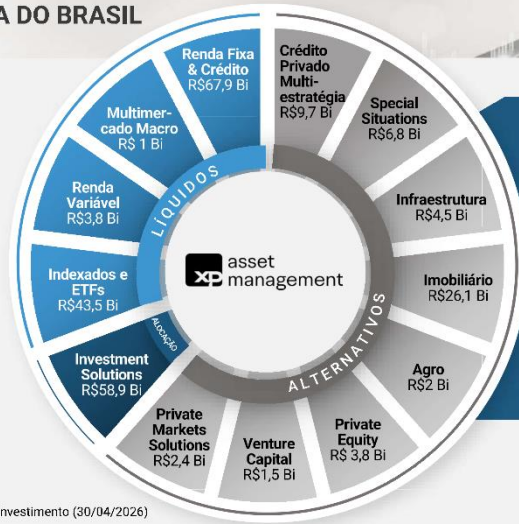 A DO BRASIL
Renda Fixa
& Crédito
R$67,9 Bi
Crédito
Privado
Multi-
estratégia
R$9,7 Bi
Special
Situations
R$6,8 Bi
Infraestrutura
R$4,5 Bi
Imobiliário
R$26,1 Bi
Agro
R$2 Bi
Private
Equity
R$ 3,8 Bi
Venture
Capital
R$1,5 Bi
Private
Markets
Solutions
R$2,4 Bi
Investment
Solutions
R$58,9 Bi
Indexados e
ETFs
R$43,5 Bi
Renda
Variável
R$3,8 Bi
Multimer-
cado Macro
R$ 1 Bi
LÍQUIDOS
ALOCAÇÃO
ALTERNATIVOS
xp asset
management
nvestimento (30/04/2026)